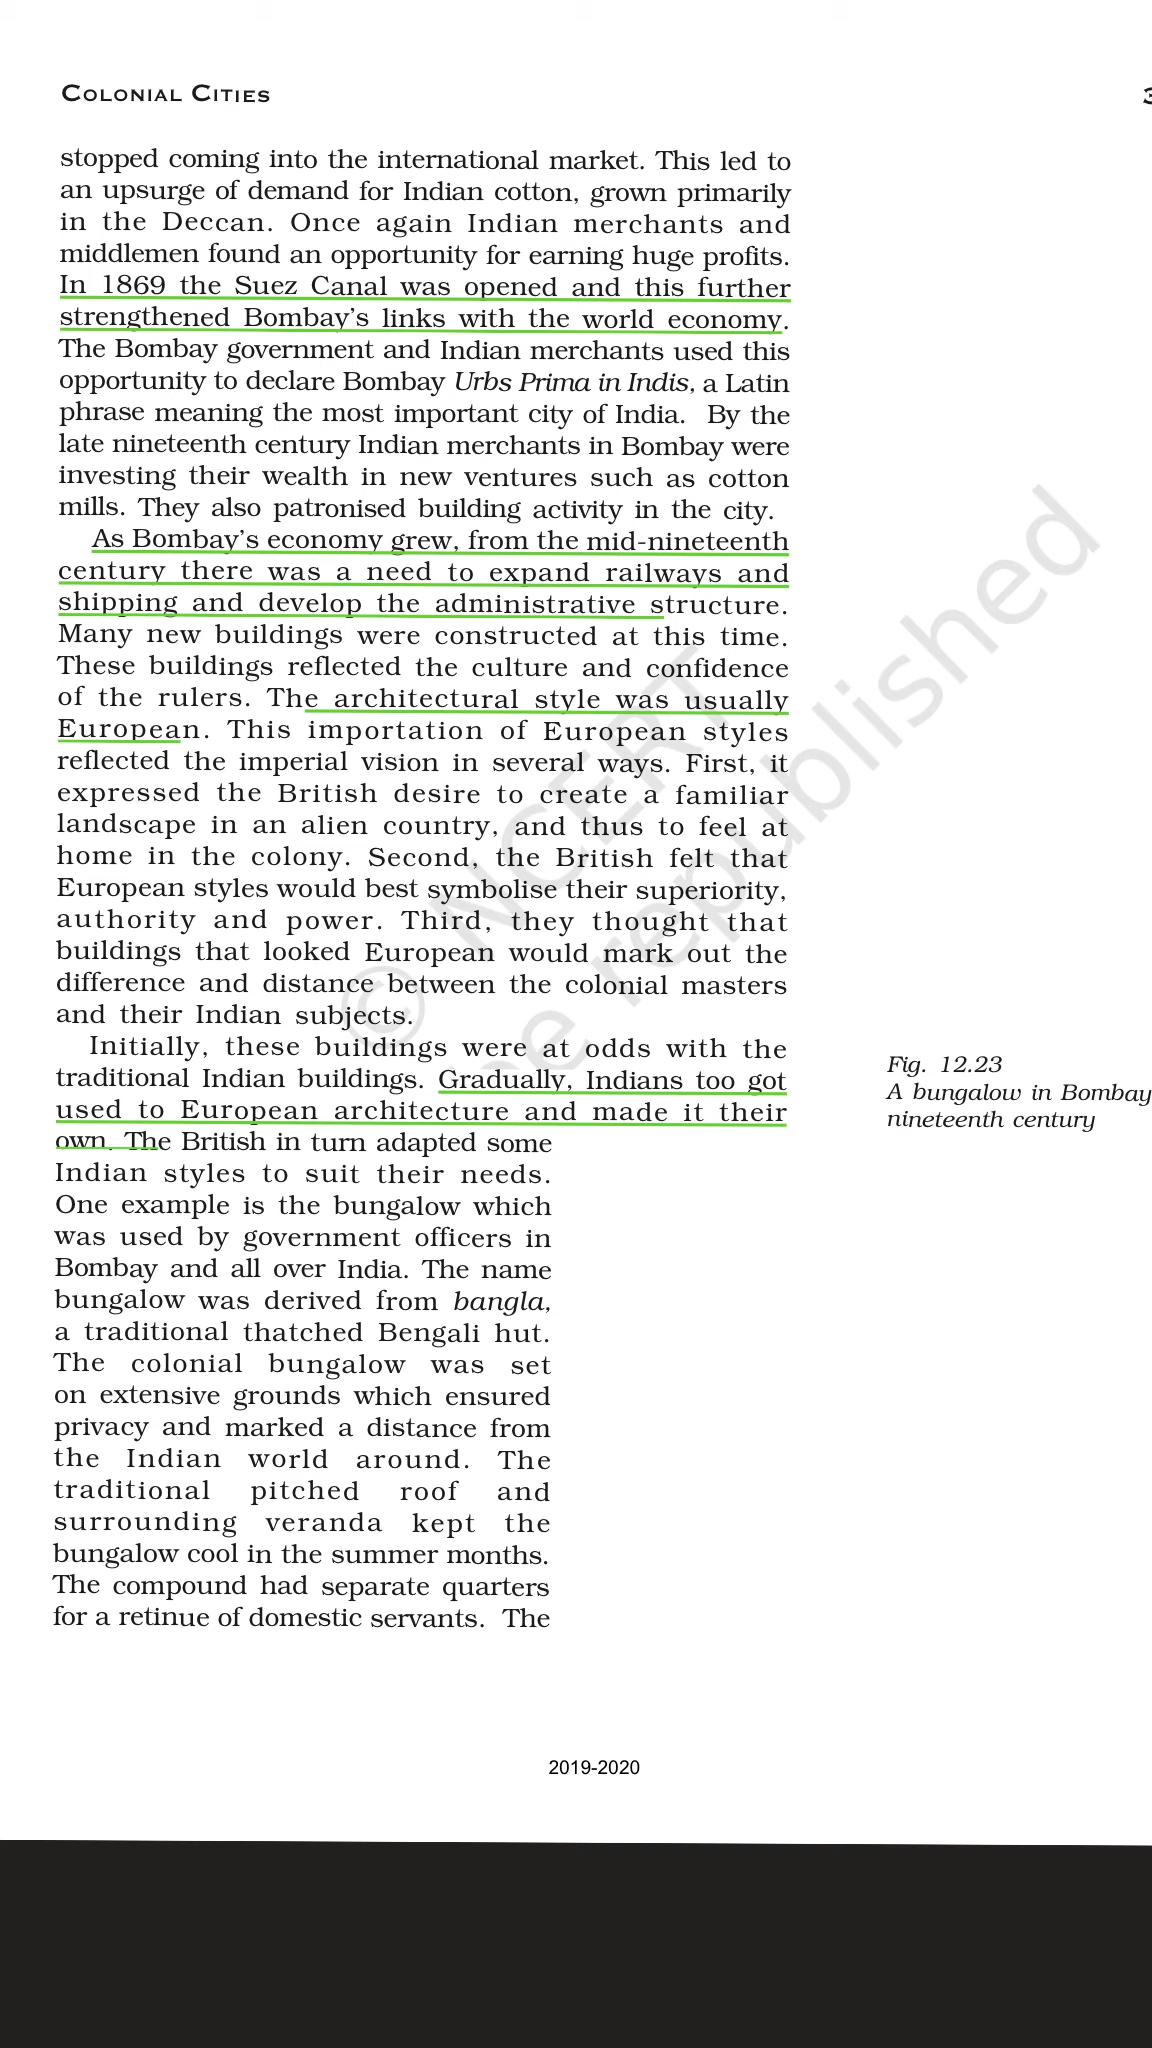 COLONIAL CITIES
stopped coming into the international market. This led to
an upsurge of demand for Indian cotton, grown primarily
in the Deccan. Once again Indian merchants and
middlemen found an opportunity for earning huge profits.
In 1869 the Suez Canal was opened and this further
strengthened Bombay's links with the world economy.
The Bombay government and Indian merchants used this
opportunity to declare Bombay Urbs Prima in Indis, a Latin
phrase meaning the most important city of India. By the
late nineteenth century Indian merchants in Bombay were
investing their wealth in new ventures such as cotton
mills. They also patronised building activity in the city.
As Bombay's economy grew, from the mid-nineteenth
century there was a need to expand railways and
shipping and develop the administrative structure.
Many new buildings were constructed at this time.
These buildings reflected the culture and confidence
of the rulers. The architectural style was usually
European. This importation of European styles
reflected the imperial vision in several ways. First, it
expressed the British desire to create a familiar
landscape in an alien country, and thus to feel at
home in the colony. Second, the British felt that
European styles would best symbolise their superiority,
authority and power. Third, they thought that
buildings that looked European would mark out the
difference and distance between the colonial masters
and their Indian subjects.
Initially, these buildings were at odds with the
traditional Indian buildings. Gradually, Indians too got
used to European architecture and made it their
own. The British in turn adapted some
Indian styles to suit their needs.
One example is the bungalow which
was used by government officers in
Bombay and all over India. The name
bungalow was derived from bangla,
a traditional thatched Bengali hut.
The colonial bungalow was set
on extensive grounds which ensured
privacy and marked a distance from
the Indian world around. The
traditional pitched roof and
surrounding veranda kept the
bungalow cool in the summer months.
The compound had separate quarters
for a retinue of domestic servants. The
Fig. 12.23
A bungalow in Bombay
nineteenth century
© NCERT
republished
2019-2020